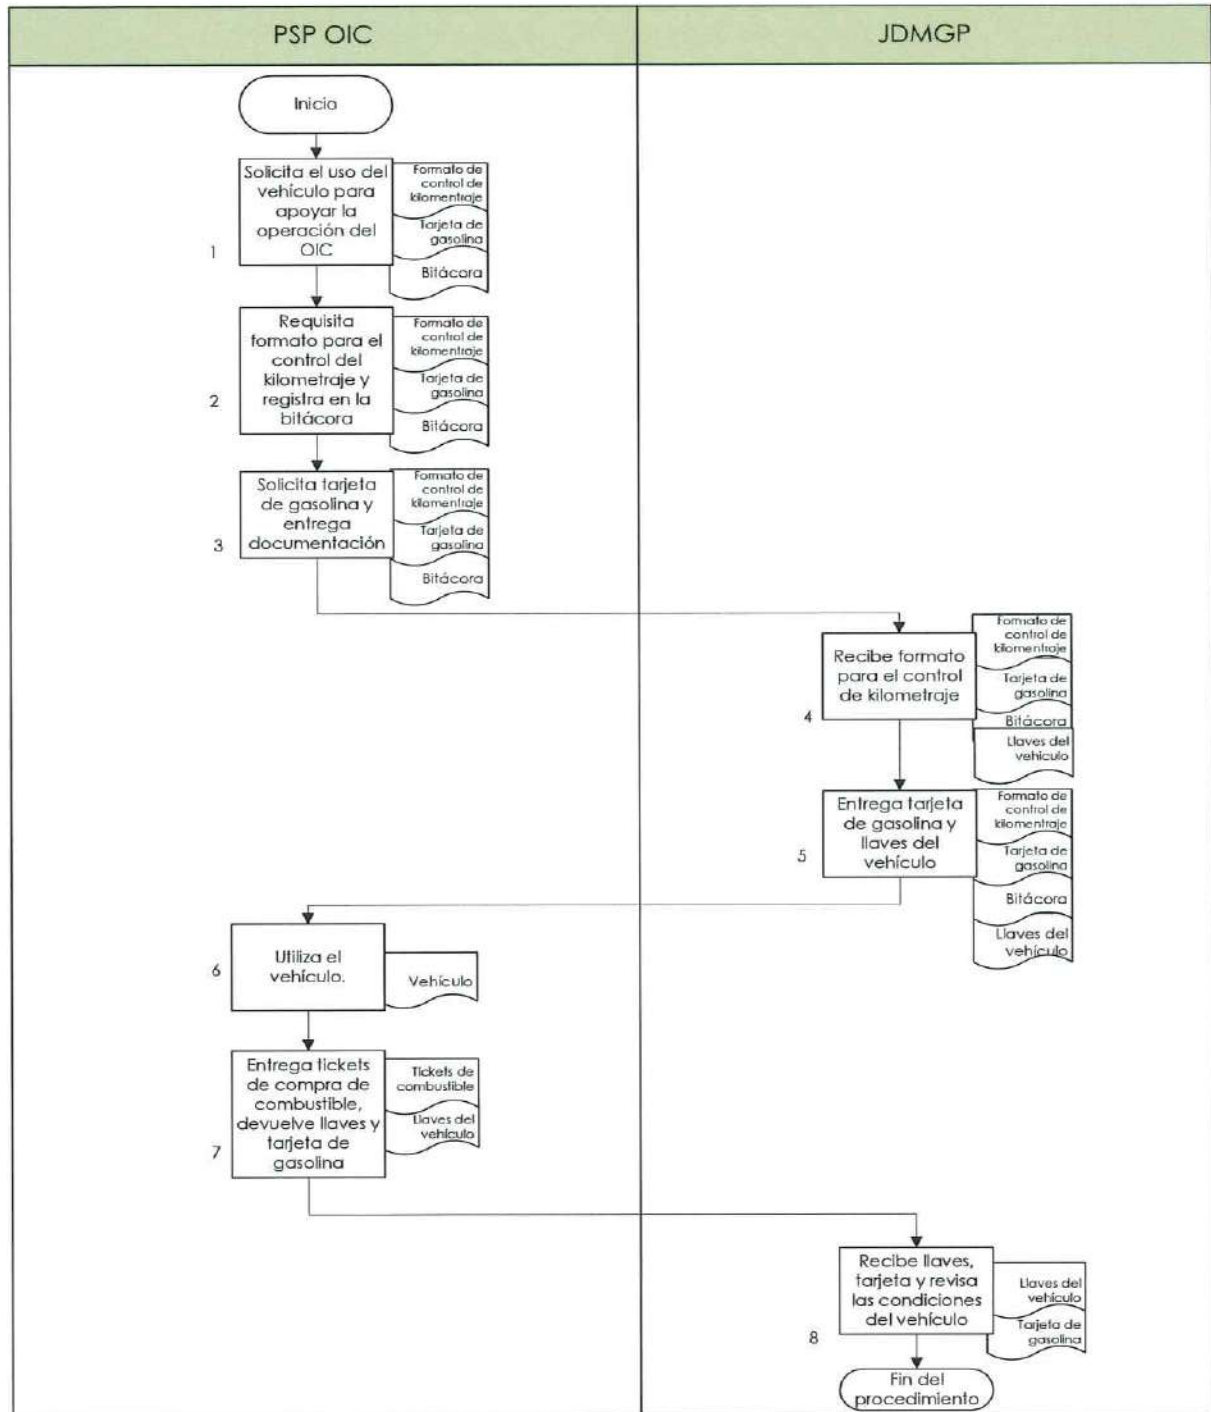 PSP OIC
JDMGP
Inicio
Solicita el uso del
vehículo para
apoyar la
operación del
OIC
1
Formato de
control de
kilomentraje
Tarjeta de
gasolina
Bitácora
Requisita
formato para el
control del
kilometraje y
registra en la
bitácora
2
Formato de
control de
kilomentraje
Tarjeta de
gasolina
Bitácora
Solicita tarjeta
de gasolina y
entrega
documentación
3
Formato de
control de
kilomentraje
Tarjeta de
gasolina
Bitácora
Recibe formato
para el control
de kilometraje
4
Formato de
control de
kilomentraje
Tarjeta de
gasolina
Bitácora
Llaves del
vehículo
Entrega tarjeta
de gasolina y
llaves del
vehículo
5
Formato de
control de
kilomentraje
Tarjeta de
gasolina
Bitácora
Llaves del
vehículo
Utiliza el
vehículo.
6
Vehículo
Entrega tickets
de compra de
combustible,
devuelve llaves y
tarjeta de
gasolina
7
Tickets de
combustible
Llaves del
vehículo
Recibe llaves,
tarjeta y revisa
las condiciones
del vehículo
8
Llaves del
vehículo
Tarjeta de
gasolina
Fin del
procedimiento